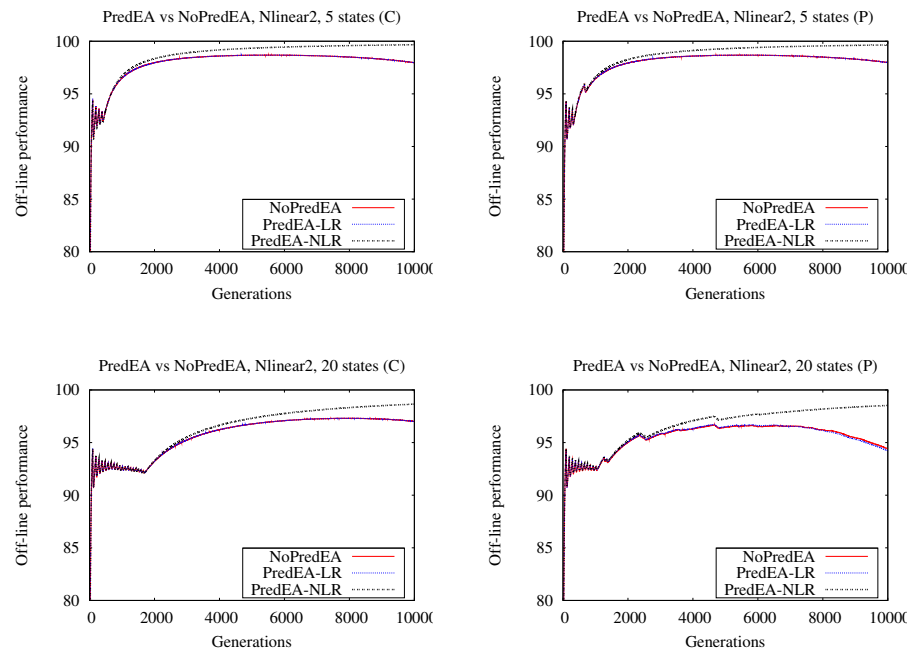 PredEA vs NoPredEA, Nlinear2, 5 states (C)
100
95
90
85
80
Off-line performance
NoPredEA
PredEA-LR
PredEA-NLR
0 2000 4000 6000 8000 10000
Generations
PredEA vs NoPredEA, Nlinear2, 5 states (P)
100
95
90
85
80
Off-line performance
NoPredEA
PredEA-LR
PredEA-NLR
0 2000 4000 6000 8000 10000
Generations
PredEA vs NoPredEA, Nlinear2, 20 states (C)
100
95
90
85
80
Off-line performance
NoPredEA
PredEA-LR
PredEA-NLR
0 2000 4000 6000 8000 10000
Generations
PredEA vs NoPredEA, Nlinear2, 20 states (P)
100
95
90
85
80
Off-line performance
NoPredEA
PredEA-LR
PredEA-NLR
0 2000 4000 6000 8000 10000
Generations